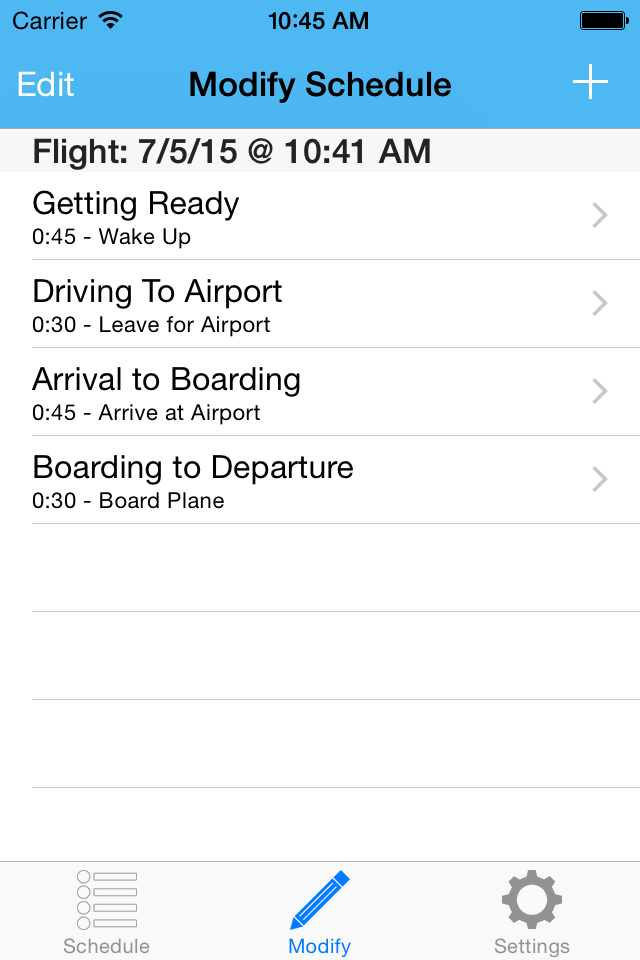 Carrier 10:45 AM
Edit Modify Schedule +
Flight: 7/5/15 @ 10:41 AM
Getting Ready
0:45 - Wake Up
Driving To Airport
0:30 - Leave for Airport
Arrival to Boarding
0:45 - Arrive at Airport
Boarding to Departure
0:30 - Board Plane
Schedule Modify Settings